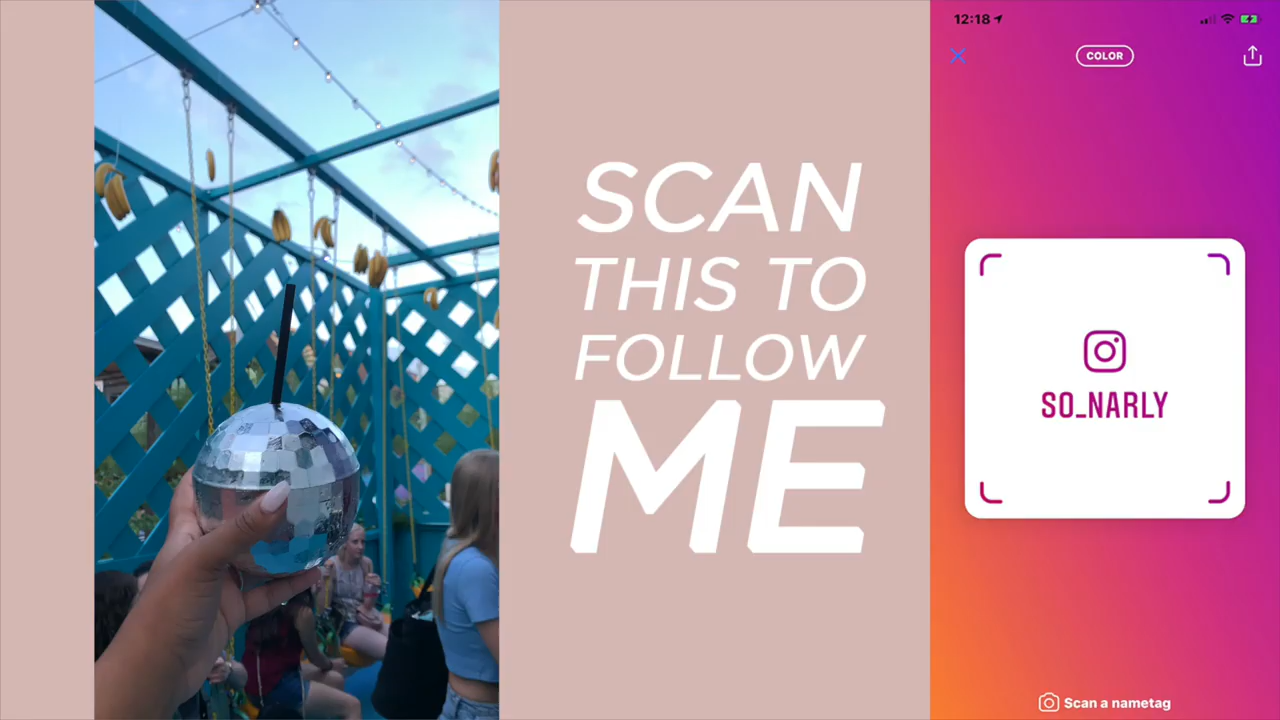 SCAN
THIS TO
FOLLOW
ME
12:18
COLOR
SO_NARLY
Scan a nametag